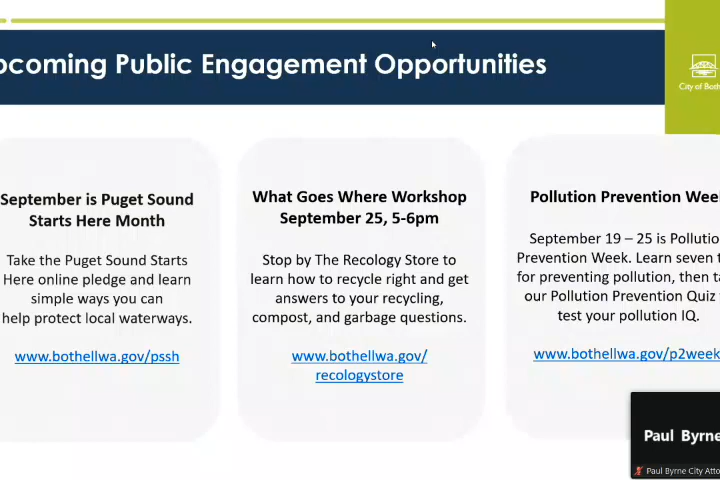 pcoming Public Engagement Opportunities
City of Both
September is Puget Sound
Starts Here Month
Take the Puget Sound Starts
Here online pledge and learn
simple ways you can
help protect local waterways.
www.bothellwa.gov/pssh
What Goes Where Workshop
September 25, 5-6pm
Stop by The Recology Store to
learn how to recycle right and get
answers to your recycling,
compost, and garbage questions.
www.bothellwa.gov/
recologystore
Pollution Prevention Week
September 19 – 25 is Pollutio
Prevention Week. Learn seven t
for preventing pollution, then ta
our Pollution Prevention Quiz
test your pollution IQ.
www.bothellwa.gov/p2week
Paul Byrne
Paul Byrne City Atto